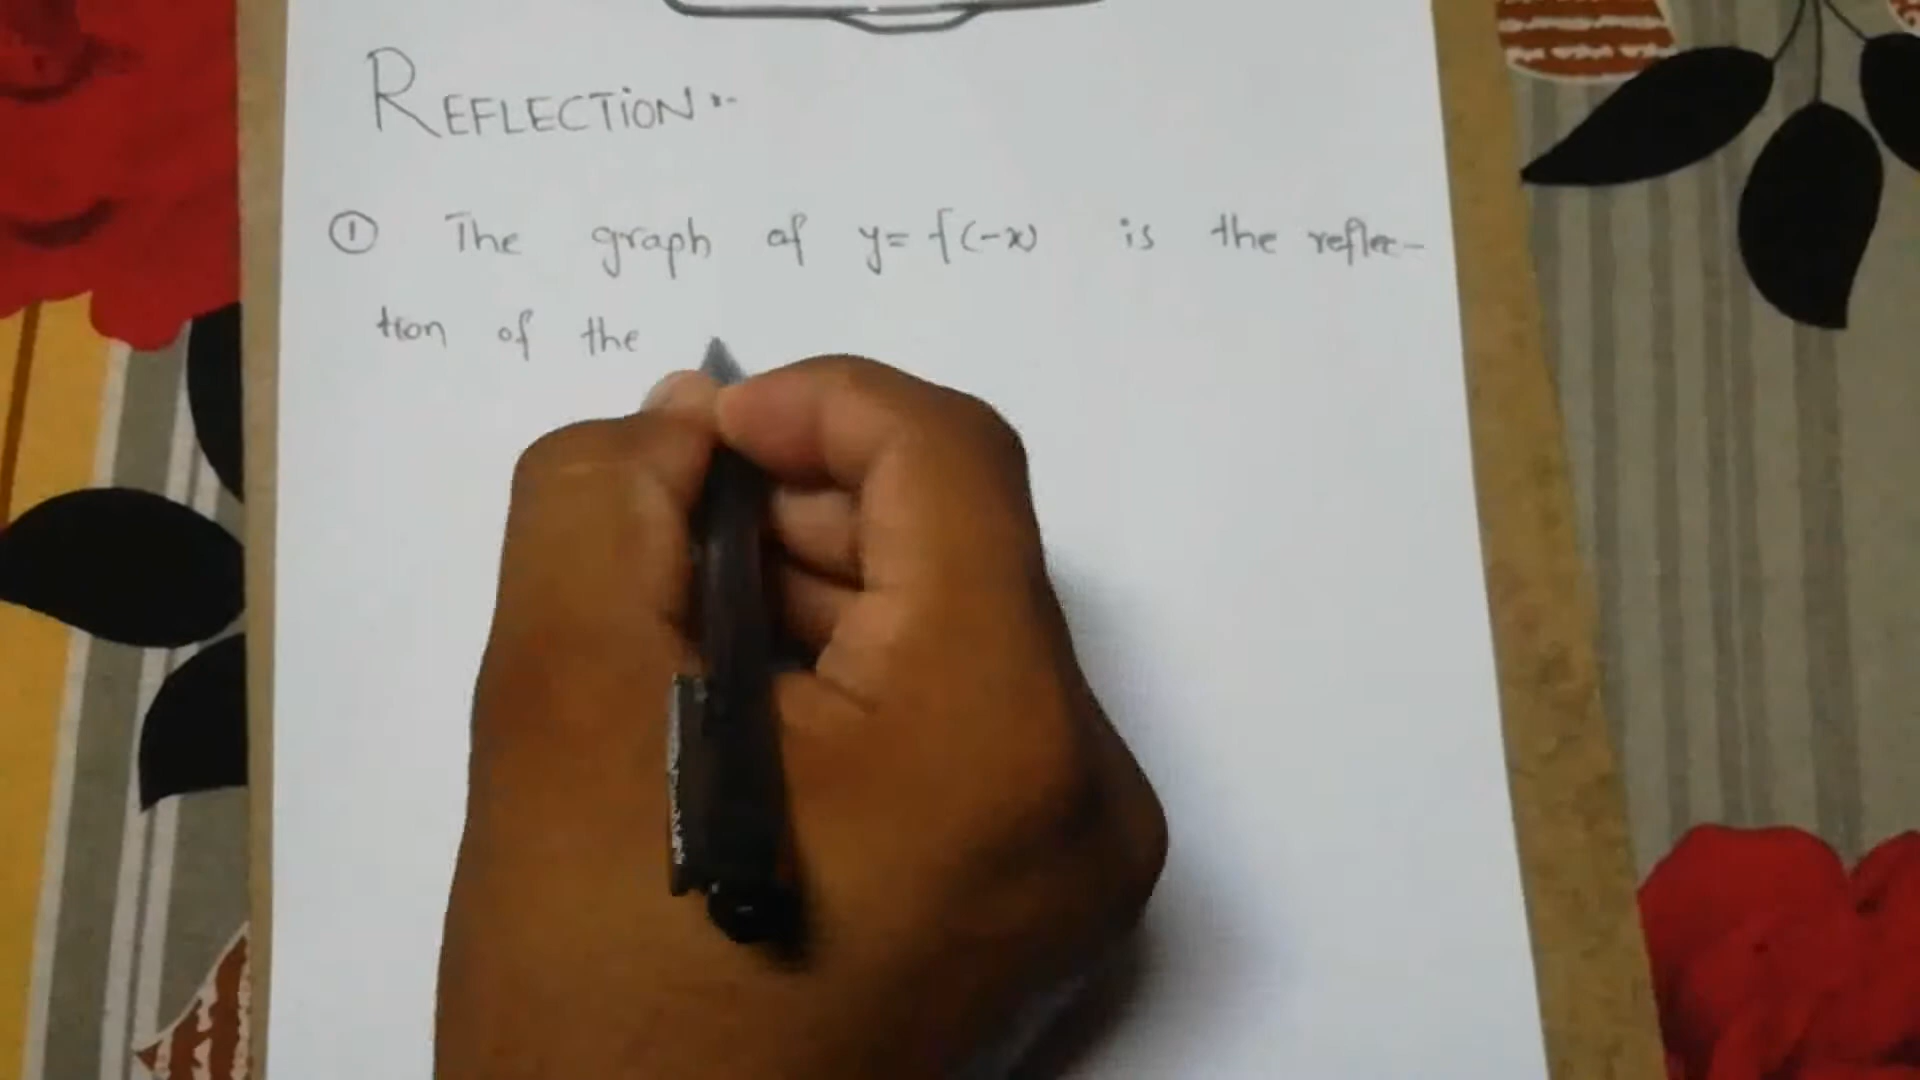 REFLECTION :-
① The graph of y = f(-x) is the reflec-
tion of the